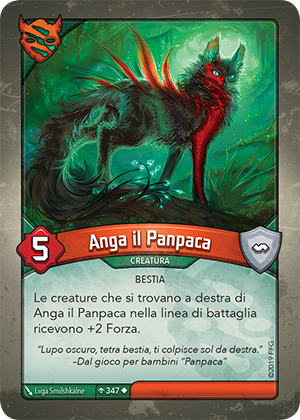 Anga il Panpaca
5
CREATURA
BESTIA
Le creature che si trovano a destra di
Anga il Panpaca nella linea di battaglia
ricevono +2 Forza.
“Lupo oscuro, tetra bestia, ti colpisce sol da destra.”
-Dal gioco per bambini “Panpaca”
©2019 FFG
Liiga Smilshkalne
347